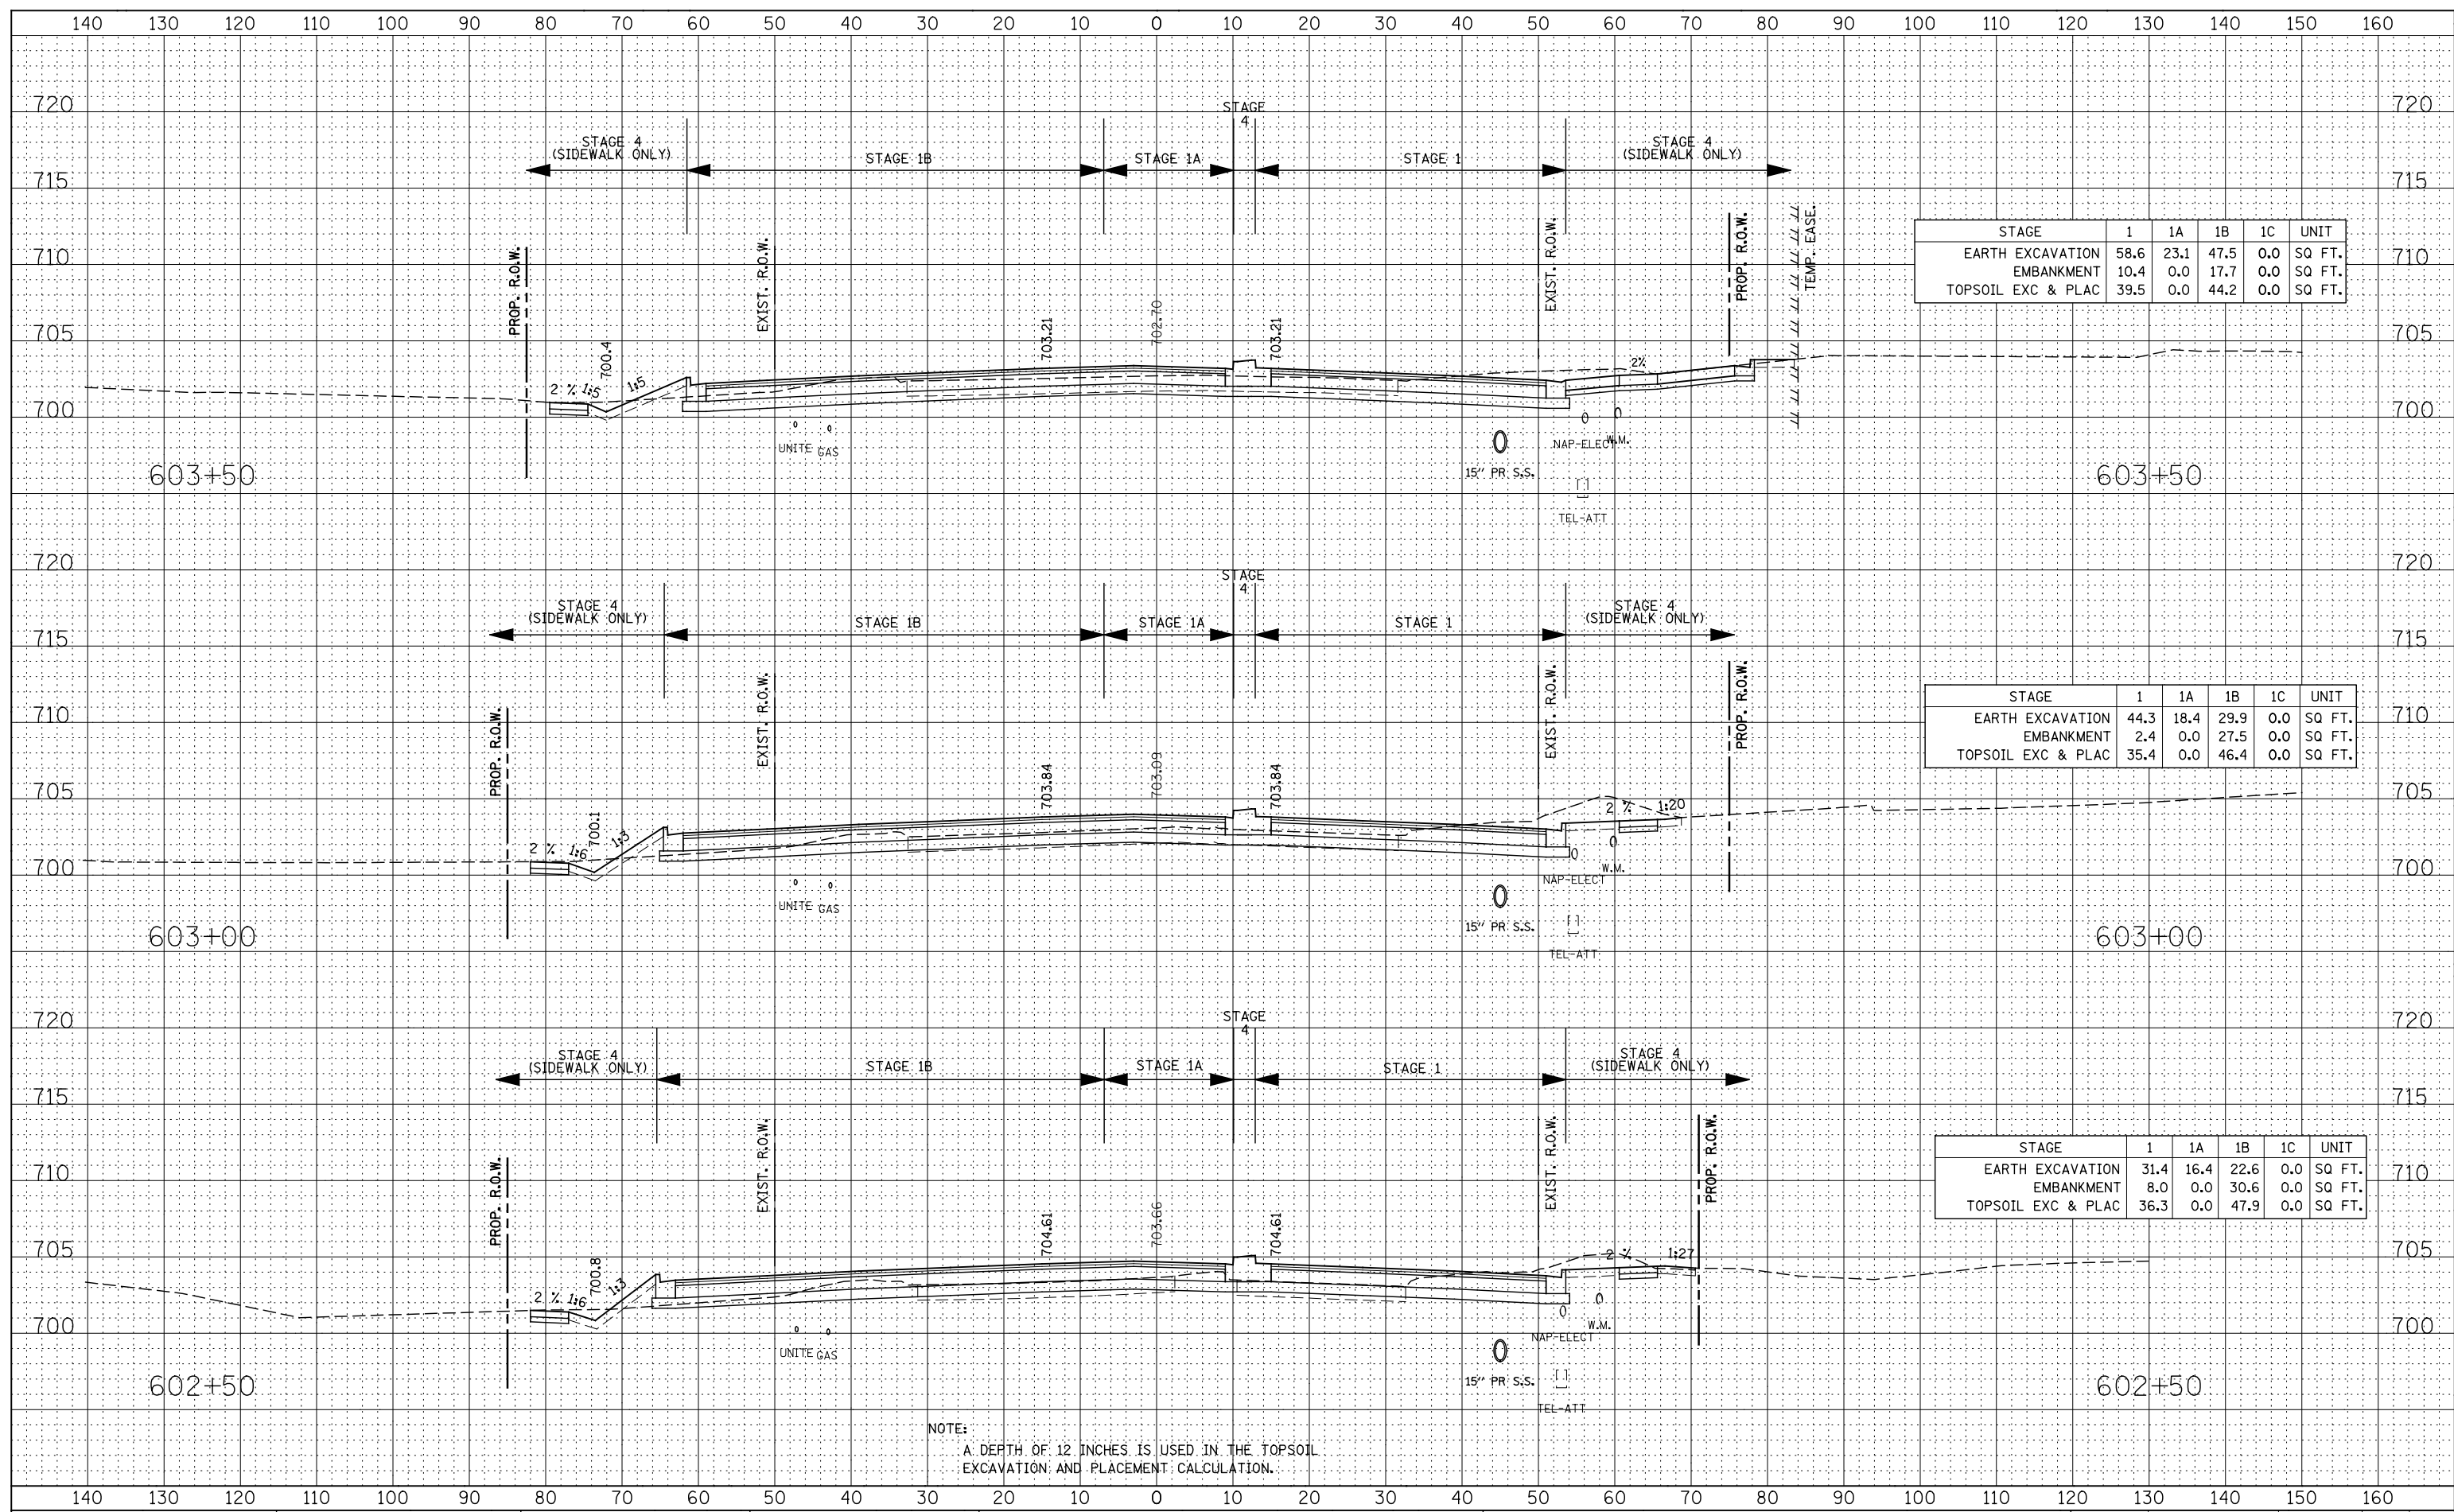 140 130 120 110 100 90 80 70 60 50 40 30 20 10 0 10 20 30 40 50 60 70 80 90 100 110 120 130 140 150 160
720 720
STAGE
4
STAGE 4
(SIDEWALK ONLY)
STAGE 1B
STAGE 1A
STAGE 1
STAGE 4
(SIDEWALK ONLY)
715 715
PROP. R.O.W.
EXIST. R.O.W.
EXIST. R.O.W.
PROP. R.O.W.
TEMP. EASE.
STAGE 1 1A 1B 1C UNIT
EARTH EXCAVATION 58.6 23.1 47.5 0.0 SQ FT.
EMBANKMENT 10.4 0.0 17.7 0.0 SQ FT.
TOPSOIL EXC & PLAC 39.5 0.0 44.2 0.0 SQ FT.
710 710
705 705
700.4
703.21
702.70
703.21
2 % 1:5 1:5
2%
700 700
UNITE GAS
NAP-ELECT W.M.
15" PR S.S.
TEL-ATT
603+50 603+50
720 720
STAGE
4
STAGE 4
(SIDEWALK ONLY)
STAGE 1B
STAGE 1A
STAGE 1
STAGE 4
(SIDEWALK ONLY)
715 715
PROP. R.O.W.
EXIST. R.O.W.
EXIST. R.O.W.
PROP. R.O.W.
STAGE 1 1A 1B 1C UNIT
EARTH EXCAVATION 44.3 18.4 29.9 0.0 SQ FT.
EMBANKMENT 2.4 0.0 27.5 0.0 SQ FT.
TOPSOIL EXC & PLAC 35.4 0.0 46.4 0.0 SQ FT.
710 710
705 705
700.1
703.84
703.09
703.84
2 % 1:6 1:3
2 % 1:20
700 700
UNITE GAS
NAP-ELECT W.M.
15" PR S.S.
TEL-ATT
603+00 603+00
720 720
STAGE
4
STAGE 4
(SIDEWALK ONLY)
STAGE 1B
STAGE 1A
STAGE 1
STAGE 4
(SIDEWALK ONLY)
715 715
PROP. R.O.W.
EXIST. R.O.W.
EXIST. R.O.W.
PROP. R.O.W.
STAGE 1 1A 1B 1C UNIT
EARTH EXCAVATION 31.4 16.4 22.6 0.0 SQ FT.
EMBANKMENT 8.0 0.0 30.6 0.0 SQ FT.
TOPSOIL EXC & PLAC 36.3 0.0 47.9 0.0 SQ FT.
710 710
705 705
700.8
704.61
703.66
704.61
2 % 1:6 1:3
2 % 1:27
700 700
UNITE GAS
NAP-ELECT W.M.
15" PR S.S.
TEL-ATT
602+50 602+50
NOTE:
A DEPTH OF 12 INCHES IS USED IN THE TOPSOIL
EXCAVATION AND PLACEMENT CALCULATION.
140 130 120 110 100 90 80 70 60 50 40 30 20 10 0 10 20 30 40 50 60 70 80 90 100 110 120 130 140 150 160